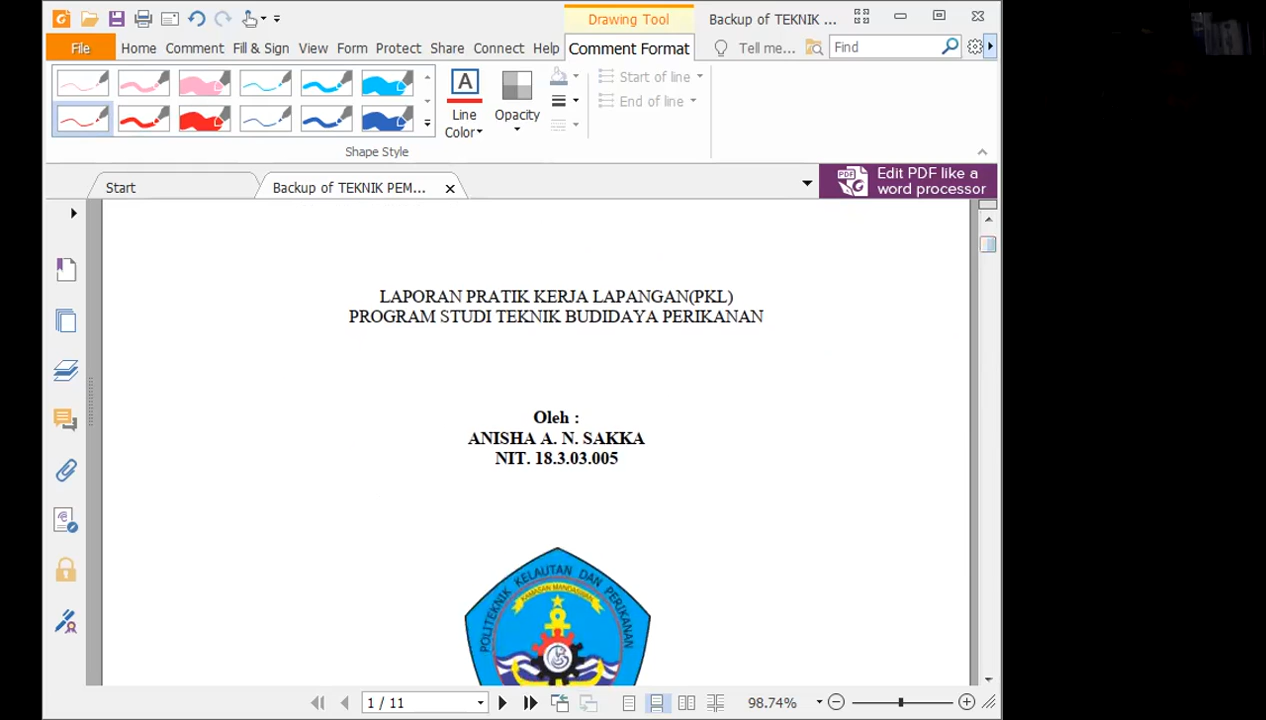 Drawing Tool
Backup of TEKNIK ...
File
Home
Comment
Fill & Sign
View
Form
Protect
Share
Connect
Help
Comment Format
Tell me...
Find
A
Line
Color
Opacity
Start of line
End of line
Shape Style
Start
Backup of TEKNIK PEM...
PDF
Edit PDF like a
word processor
LAPORAN PRATIK KERJA LAPANGAN(PKL)
PROGRAM STUDI TEKNIK BUDIDAYA PERIKANAN
Oleh :
ANISHA A. N. SAKKA
NIT. 18.3.03.005
POLITEKNIK KELAUTAN DAN PERIKANAN
1 / 11
98.74%